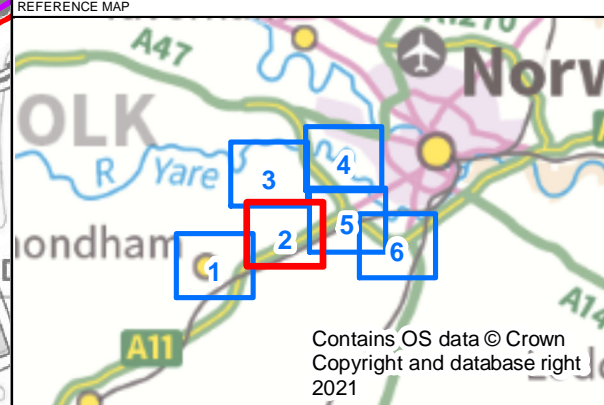 REFERENCE MAP
A47
Norw
OLK
R Yare
3
4
ondham
2
5
6
1
A11
A14
Contains OS data © Crown
Copyright and database right
2021